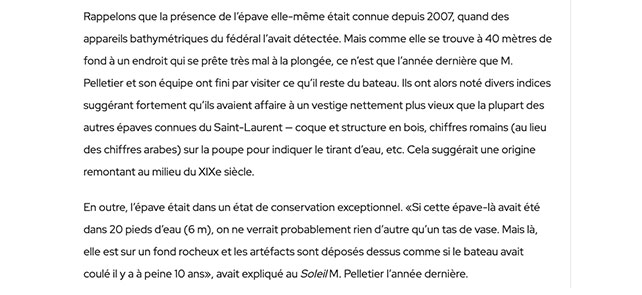 Rappelons que la présence de l’épave elle-même était connue depuis 2007, quand des
appareils bathymétriques du fédéral l’avait détectée. Mais comme elle se trouve à 40 mètres de
fond à un endroit qui se prête très mal à la plongée, ce n’est que l’année dernière que M.
Pelletier et son équipe ont fini par visiter ce qu’il reste du bateau. Ils ont alors noté divers indices
suggérant fortement qu’ils avaient affaire à un vestige nettement plus vieux que la plupart des
autres épaves connues du Saint-Laurent — coque et structure en bois, chiffres romains (au lieu
des chiffres arabes) sur la poupe pour indiquer le tirant d’eau, etc. Cela suggérait une origine
remontant au milieu du XIXe siècle.
En outre, l’épave était dans un état de conservation exceptionnel. «Si cette épave-là avait été
dans 20 pieds d’eau (6 m), on ne verrait probablement rien d’autre qu’un tas de vase. Mais là,
elle est sur un fond rocheux et les artéfacts sont déposés dessus comme si le bateau avait
coulé il y a à peine 10 ans», avait expliqué au Soleil M. Pelletier l’année dernière.